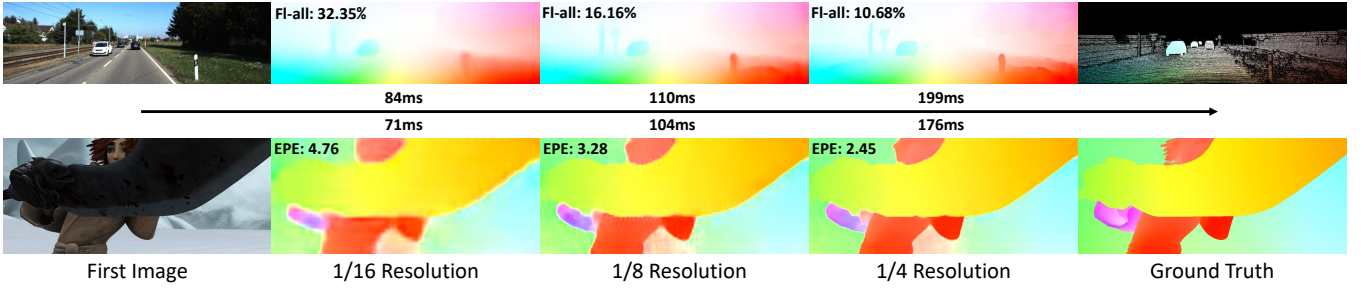 Fl-all: 32.35%
Fl-all: 16.16%
Fl-all: 10.68%
84ms
110ms
199ms
71ms
104ms
176ms
EPE: 4.76
EPE: 3.28
EPE: 2.45
First Image
1/16 Resolution
1/8 Resolution
1/4 Resolution
Ground Truth